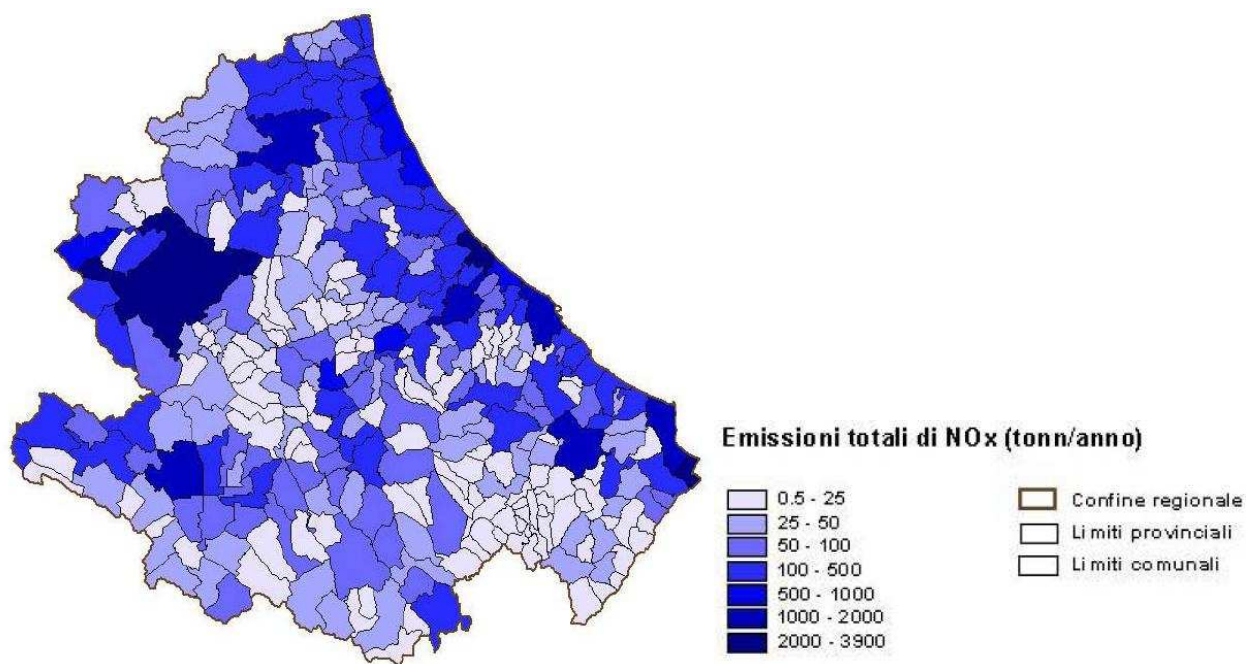 Emissioni totali di NOx (tonn/anno)
0.5 - 25
25 - 50
50 - 100
100 - 500
500 - 1000
1000 - 2000
2000 - 3900
Confine regionale
Limiti provinciali
Limiti comunali